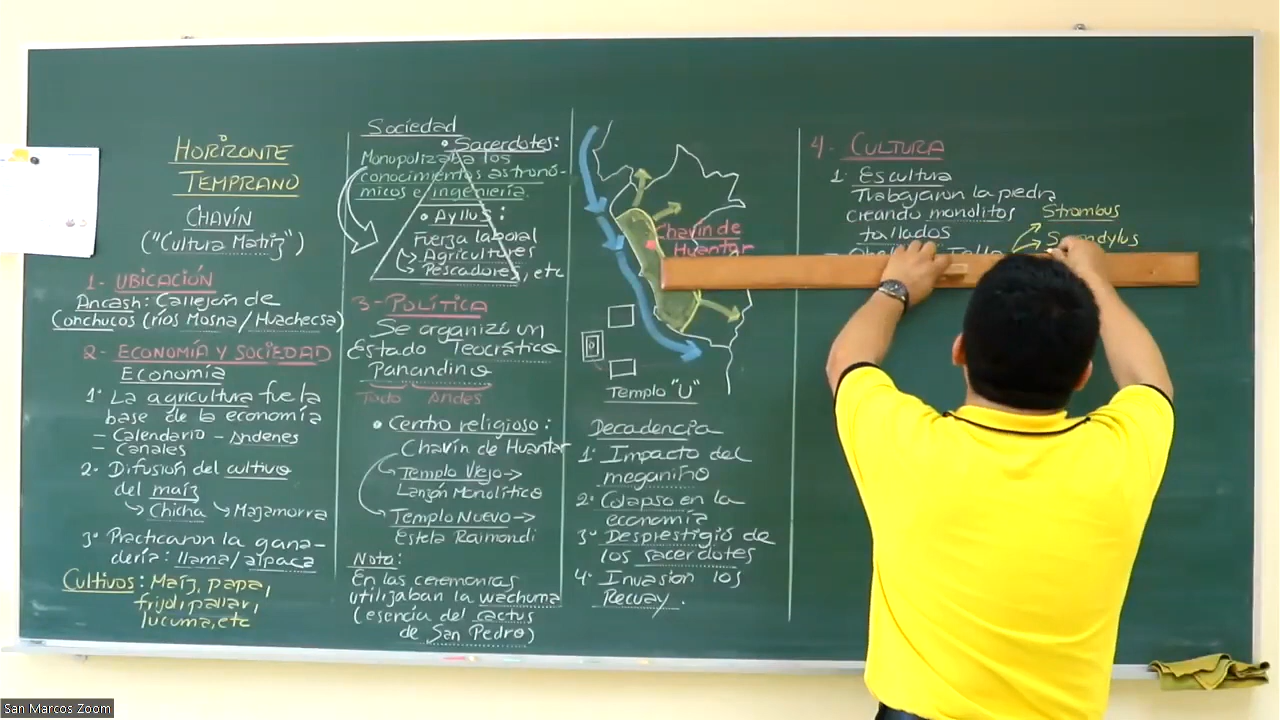 HORIZONTE
TEMPRANO
CHAVÍN
("Cultura Matriz")
1- UBICACIÓN
Ancash: Callejón de
Conchucos (ríos Mosna/Huachecsa)
2- ECONOMÍA Y SOCIEDAD
Economía
1° La agricultura fue la
base de la economía
- Calendario - Andenes
- Canales
2- Difusión del cultivo
del maíz
Chicha Mazamorra
3° Practicaron la gana-
dería: llama/alpaca
Cultivos: Maíz, papa,
frijol, pallar,
lucuma, etc
Sociedad
• Sacerdotes:
Monopolizaba los
conocimientos astronó-
micos e ingeniería.
• Ayllus:
Fuerza laboral
Agricultores
Pescadores, etc
3- POLÍTICA
Se organizó un
Estado Teocrático
Panandino
Todo Andes
• Centro religioso:
Chavín de Huantar
Templo Viejo→
Lanzón Monolítico
Templo Nuevo→
Estela Raimondi
Nota:
En las ceremonias
utilizaban la wachuma
(esencia del cactus
de San Pedro)
Chavín de
Huantar
Templo "U"
Decadencia
1° Impacto del
meganiño
2° Colapso en la
economía
3° Desprestigio de
los sacerdotes
4° Invasión los
Recuay.
4- CULTURA
1: Escultura
Trabajaron la piedra
creando monolitos
tallados
Strombus
San Marcos Zoom